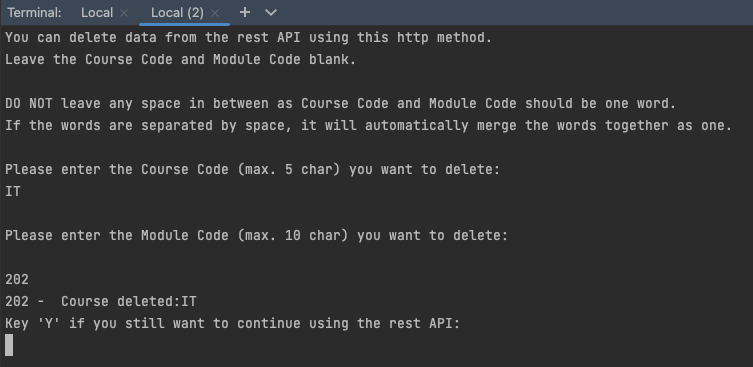 Terminal: Local × Local (2) × +
You can delete data from the rest API using this http method.
Leave the Course Code and Module Code blank.
DO NOT leave any space in between as Course Code and Module Code should be one word.
If the words are separated by space, it will automatically merge the words together as one.
Please enter the Course Code (max. 5 char) you want to delete:
IT
Please enter the Module Code (max. 10 char) you want to delete:
202
202 -  Course deleted:IT
Key 'Y' if you still want to continue using the rest API: